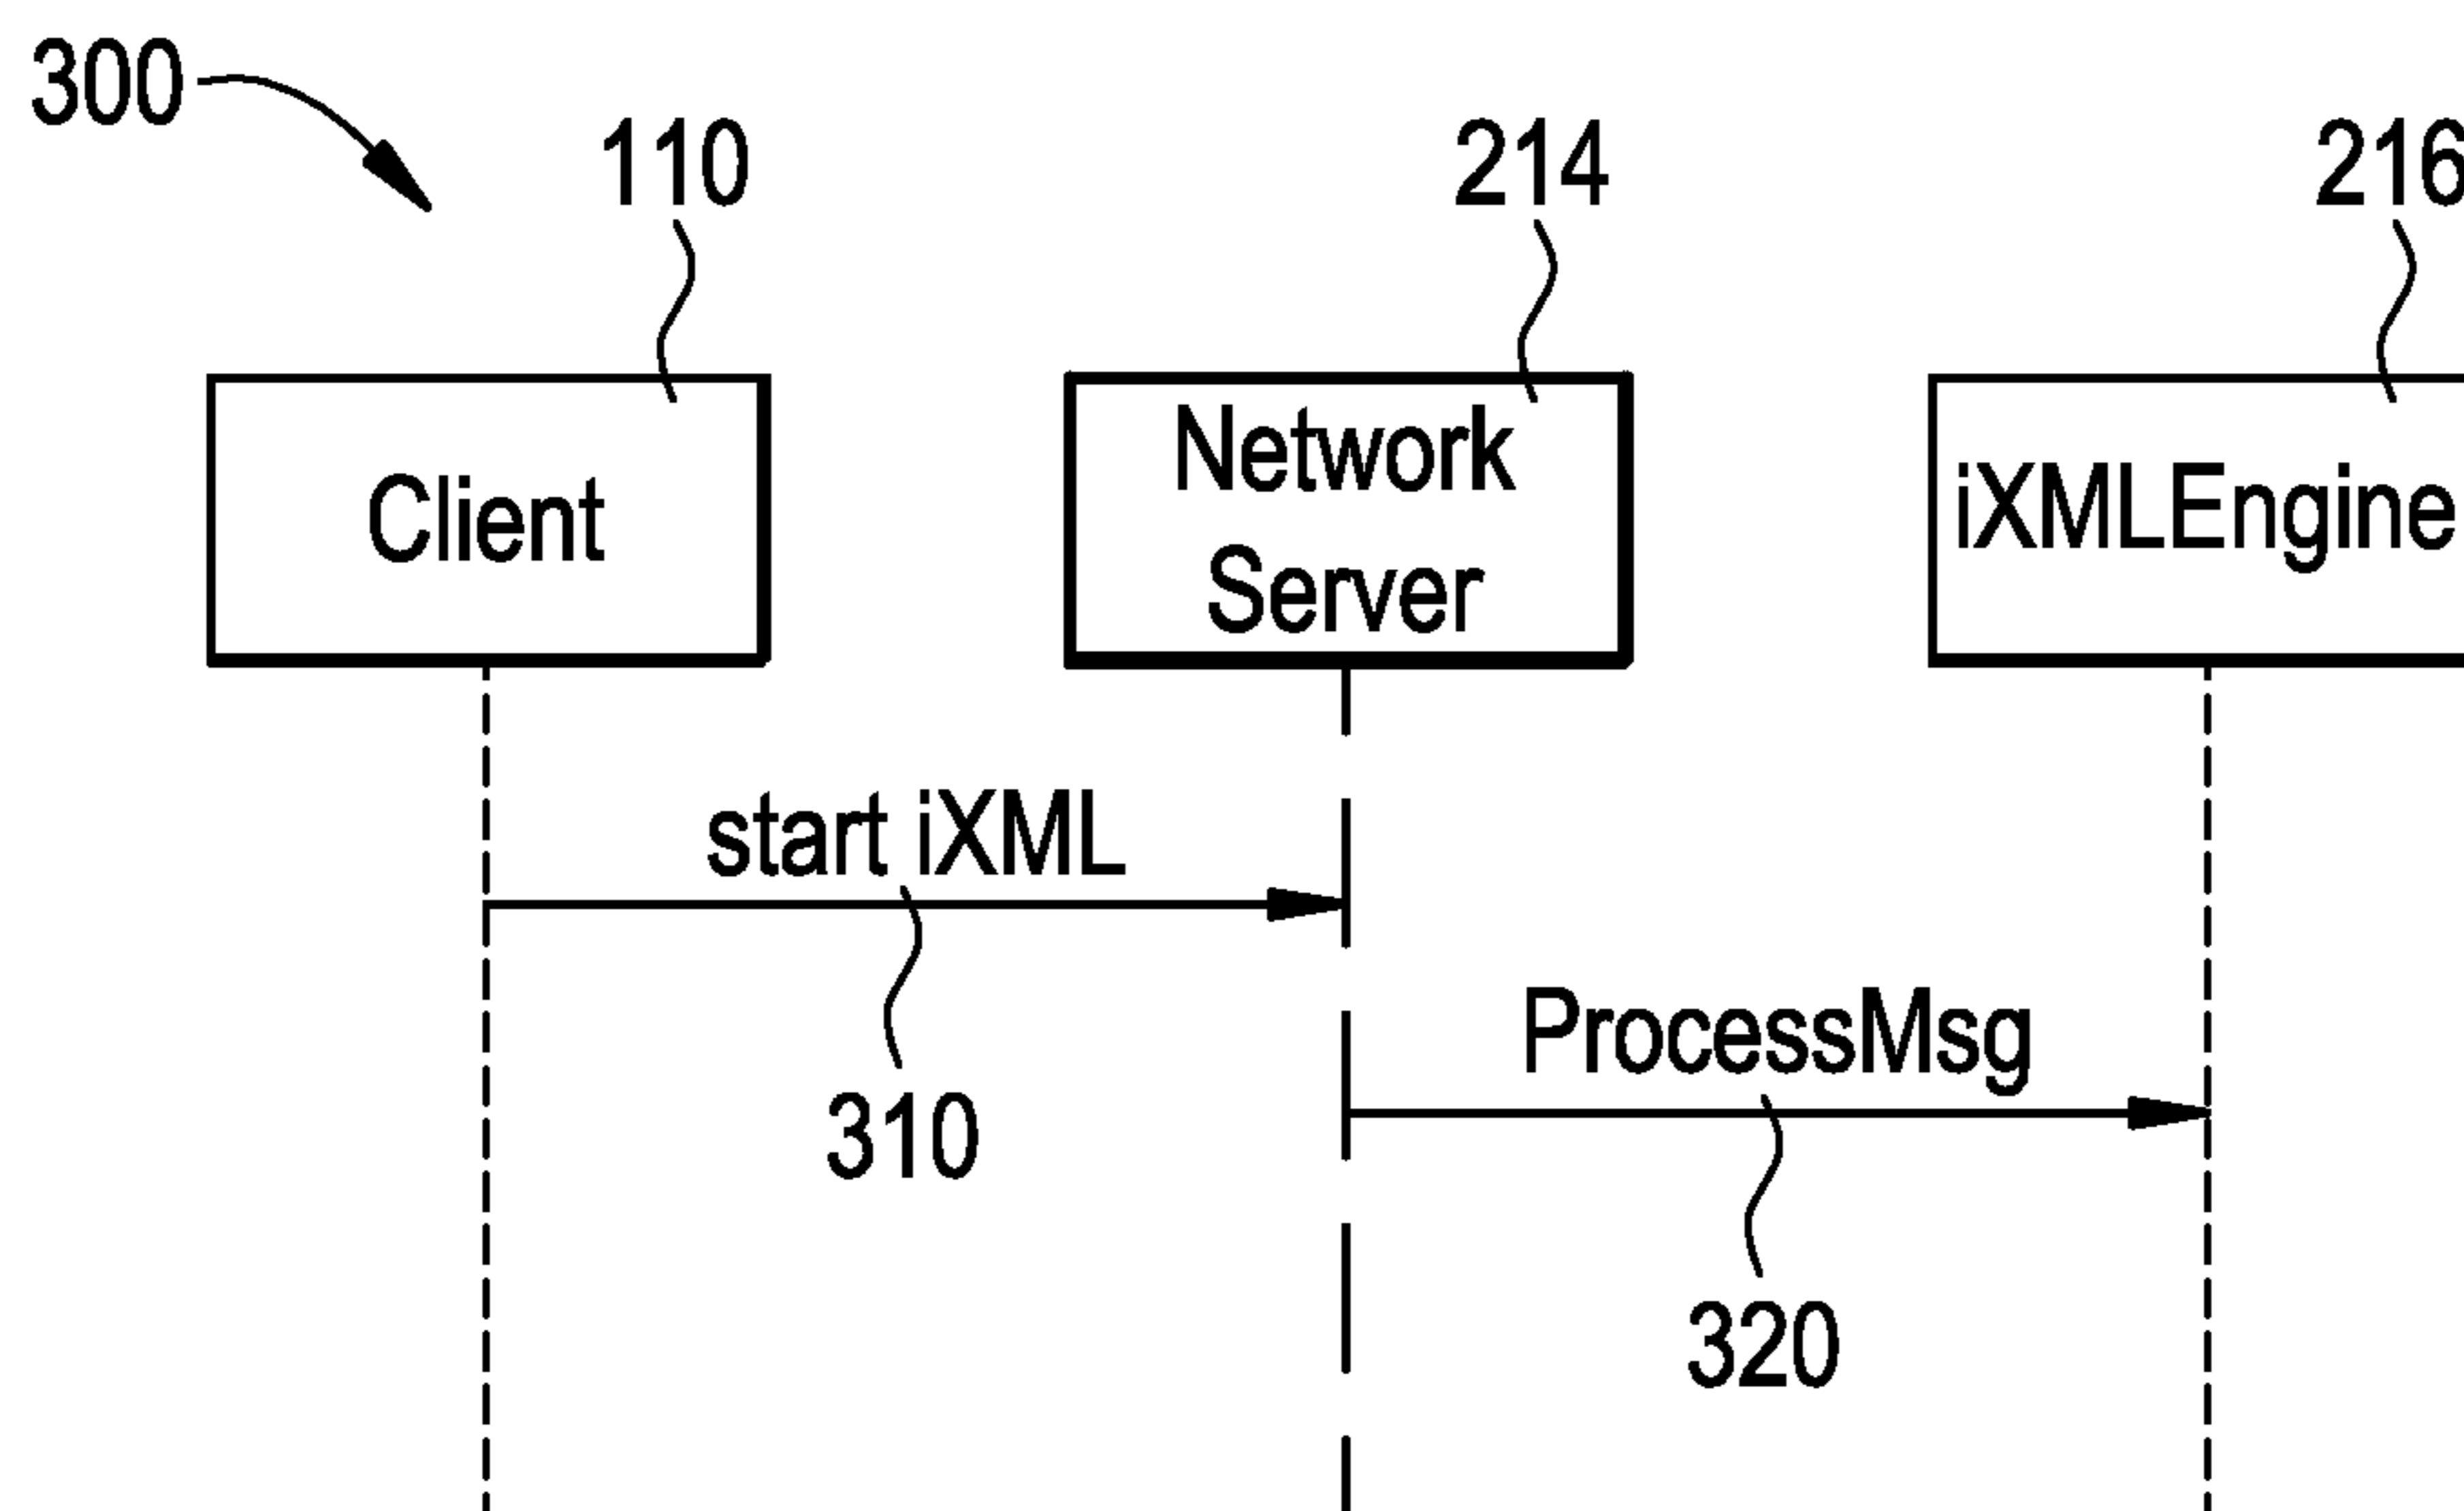 300
110
214
216
Client
Network
Server
iXMLEngine
start iXML
310
ProcessMsg
320